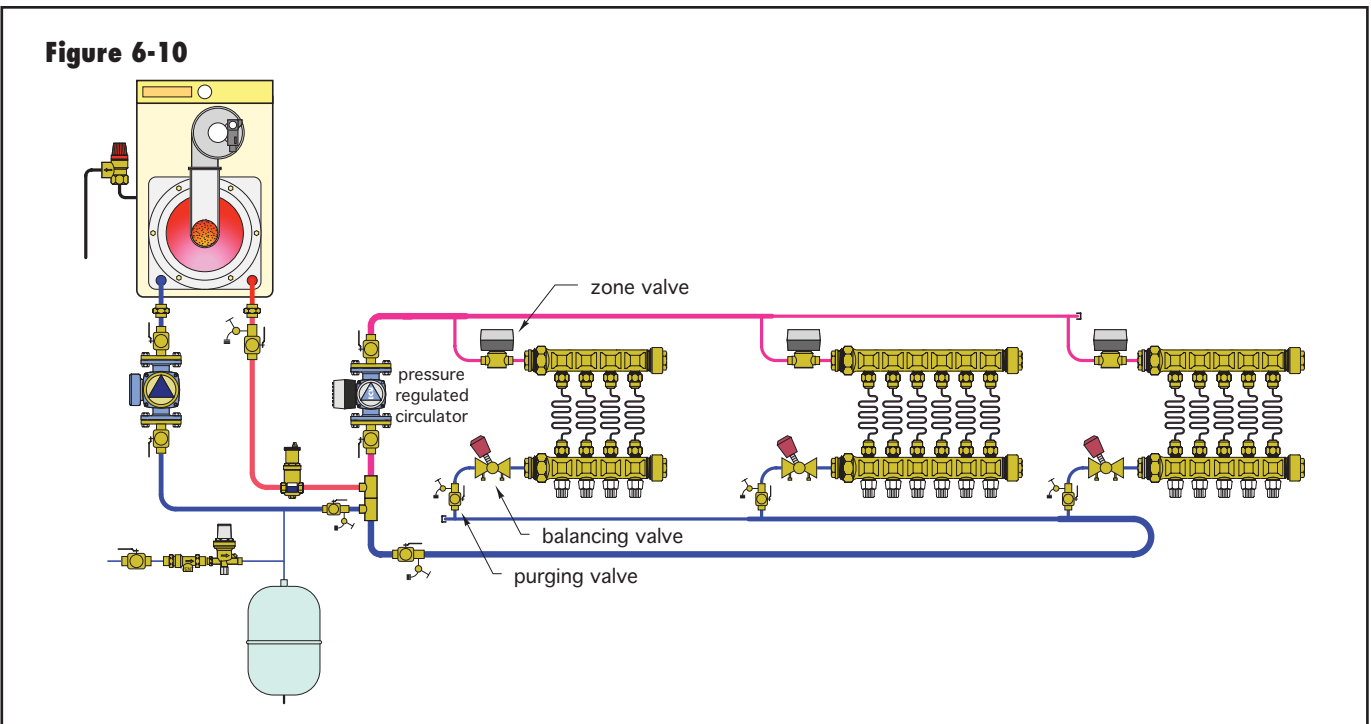 Figure 6-10
zone valve
pressure
regulated
circulator
balancing valve
purging valve